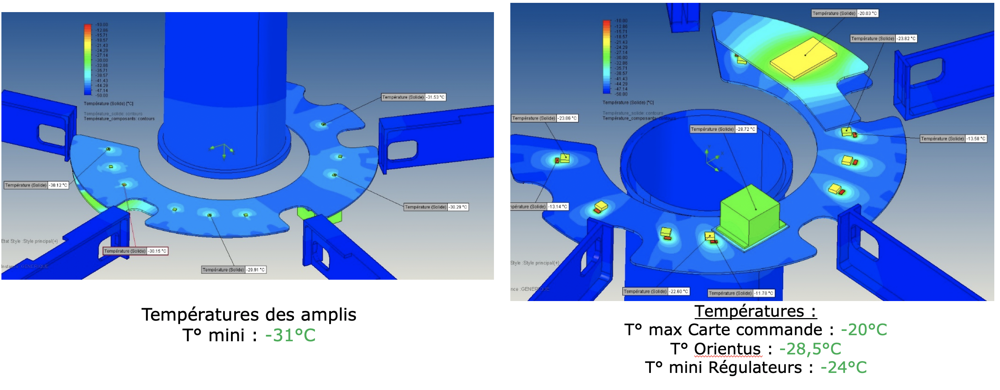 -10.00
-12.86
-15.71
-18.57
-21.43
-24.29
-27.14
-30.00
-32.86
-35.71
-38.57
-41.43
-44.29
-47.14
-50.00
Température (Solide) [°C]
Température_solide: contours
Température_composants: contours
Température (Solide) -31.53 °C
Température (Solide) -30.12 °C
Température (Solide) -30.29 °C
Etat Style :Style principal(+)
Température (Solide) -30.15 °C
Instance :GENERIQUE
Température (Solide) -29.91 °C
Températures des amplis
T° mini : -31°C
Température (Solide) -20.03 °C
-10.00
-12.86
-15.71
-18.57
-21.43
-24.29
-27.14
-30.00
-32.86
-35.71
-38.57
-41.43
-44.29
-47.14
-50.00
Température (Solide) [°C]
Température_solide: contours
Température_composants: contours
Température (Solide) -23.82 °C
Température (Solide) -23.86 °C
Température (Solide) -28.72 °C
Température (Solide) -13.58 °C
mpérature (Solide) -13.14 °C
Style :Style principal(+)
nce :GENERIQUE
Température (Solide) -22.60 °C
Température (Solide) -11.78 °C
Températures :
T° max Carte commande : -20°C
T° Orientus : -28,5°C
T° mini Régulateurs : -24°C